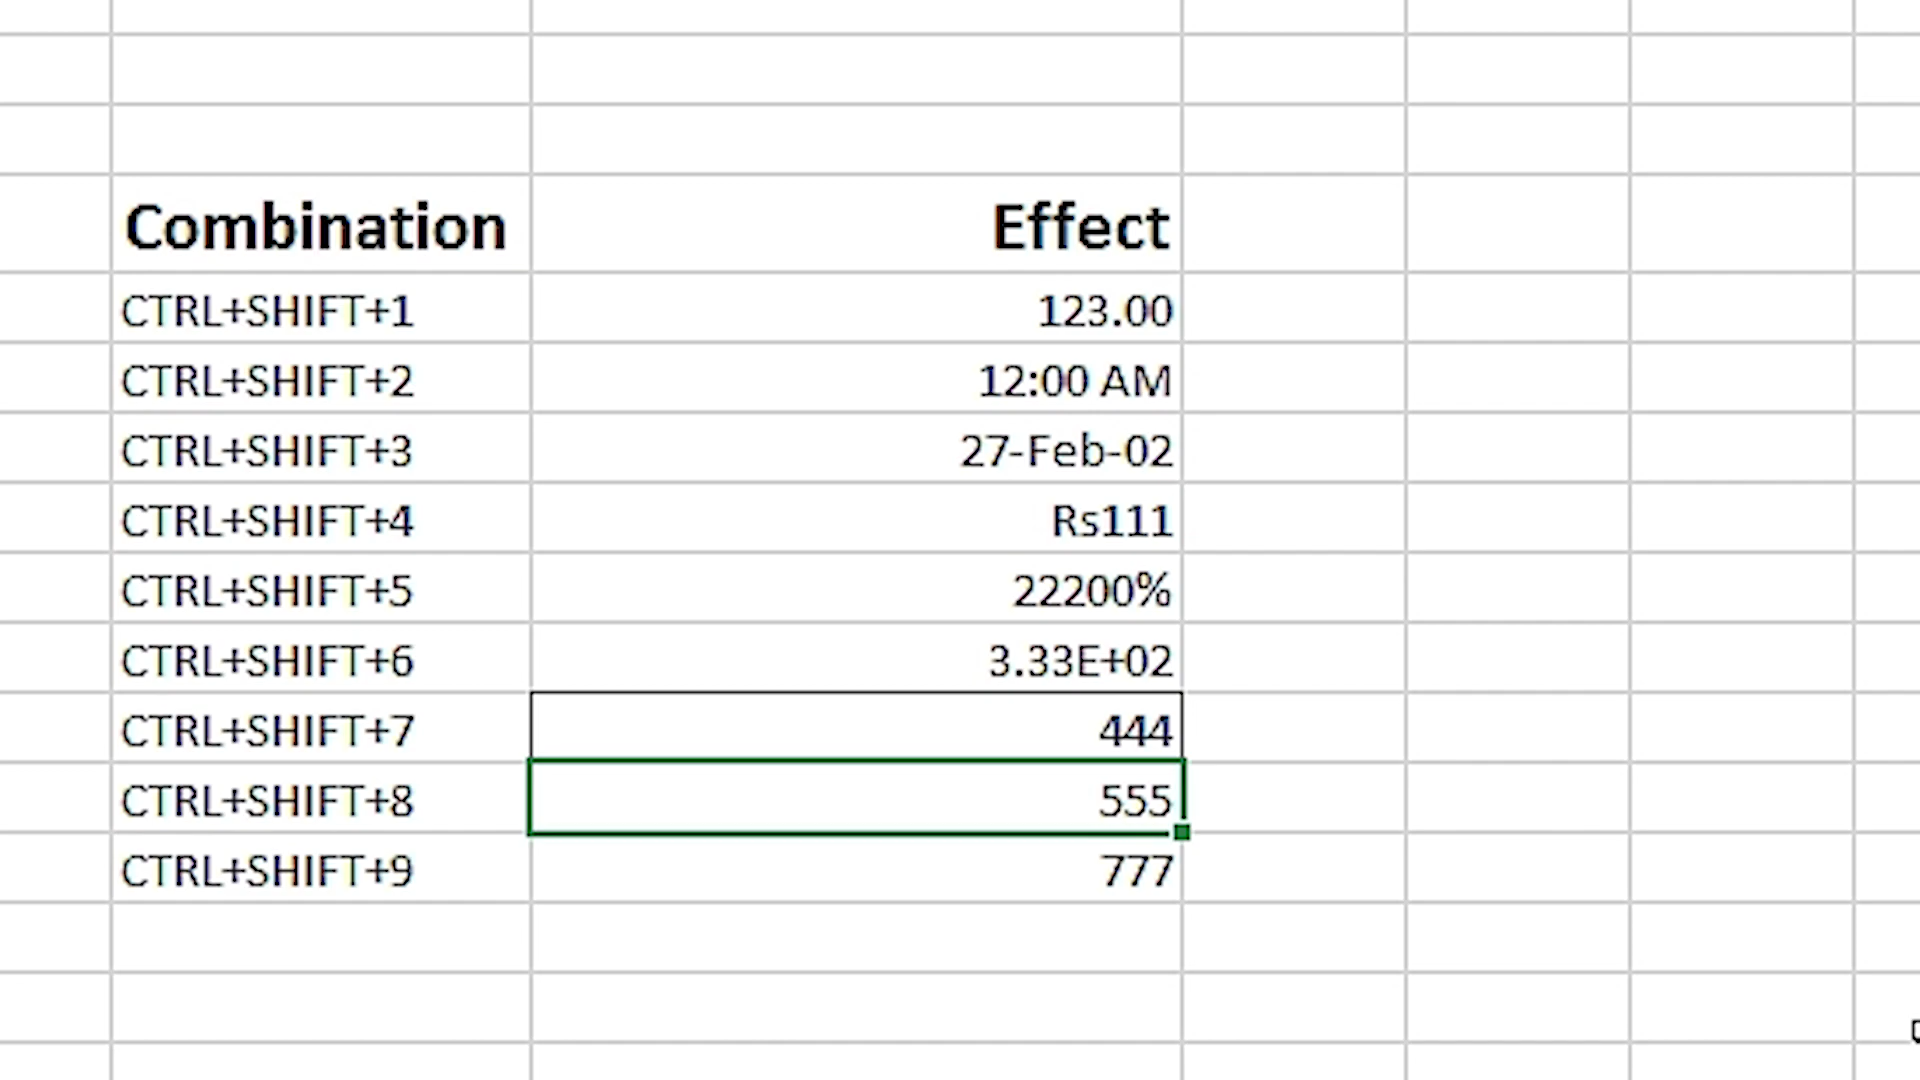 Combination Effect
CTRL+SHIFT+1 123.00
CTRL+SHIFT+2 12:00 AM
CTRL+SHIFT+3 27-Feb-02
CTRL+SHIFT+4 Rs111
CTRL+SHIFT+5 22200%
CTRL+SHIFT+6 3.33E+02
CTRL+SHIFT+7 444
CTRL+SHIFT+8 555
CTRL+SHIFT+9 777